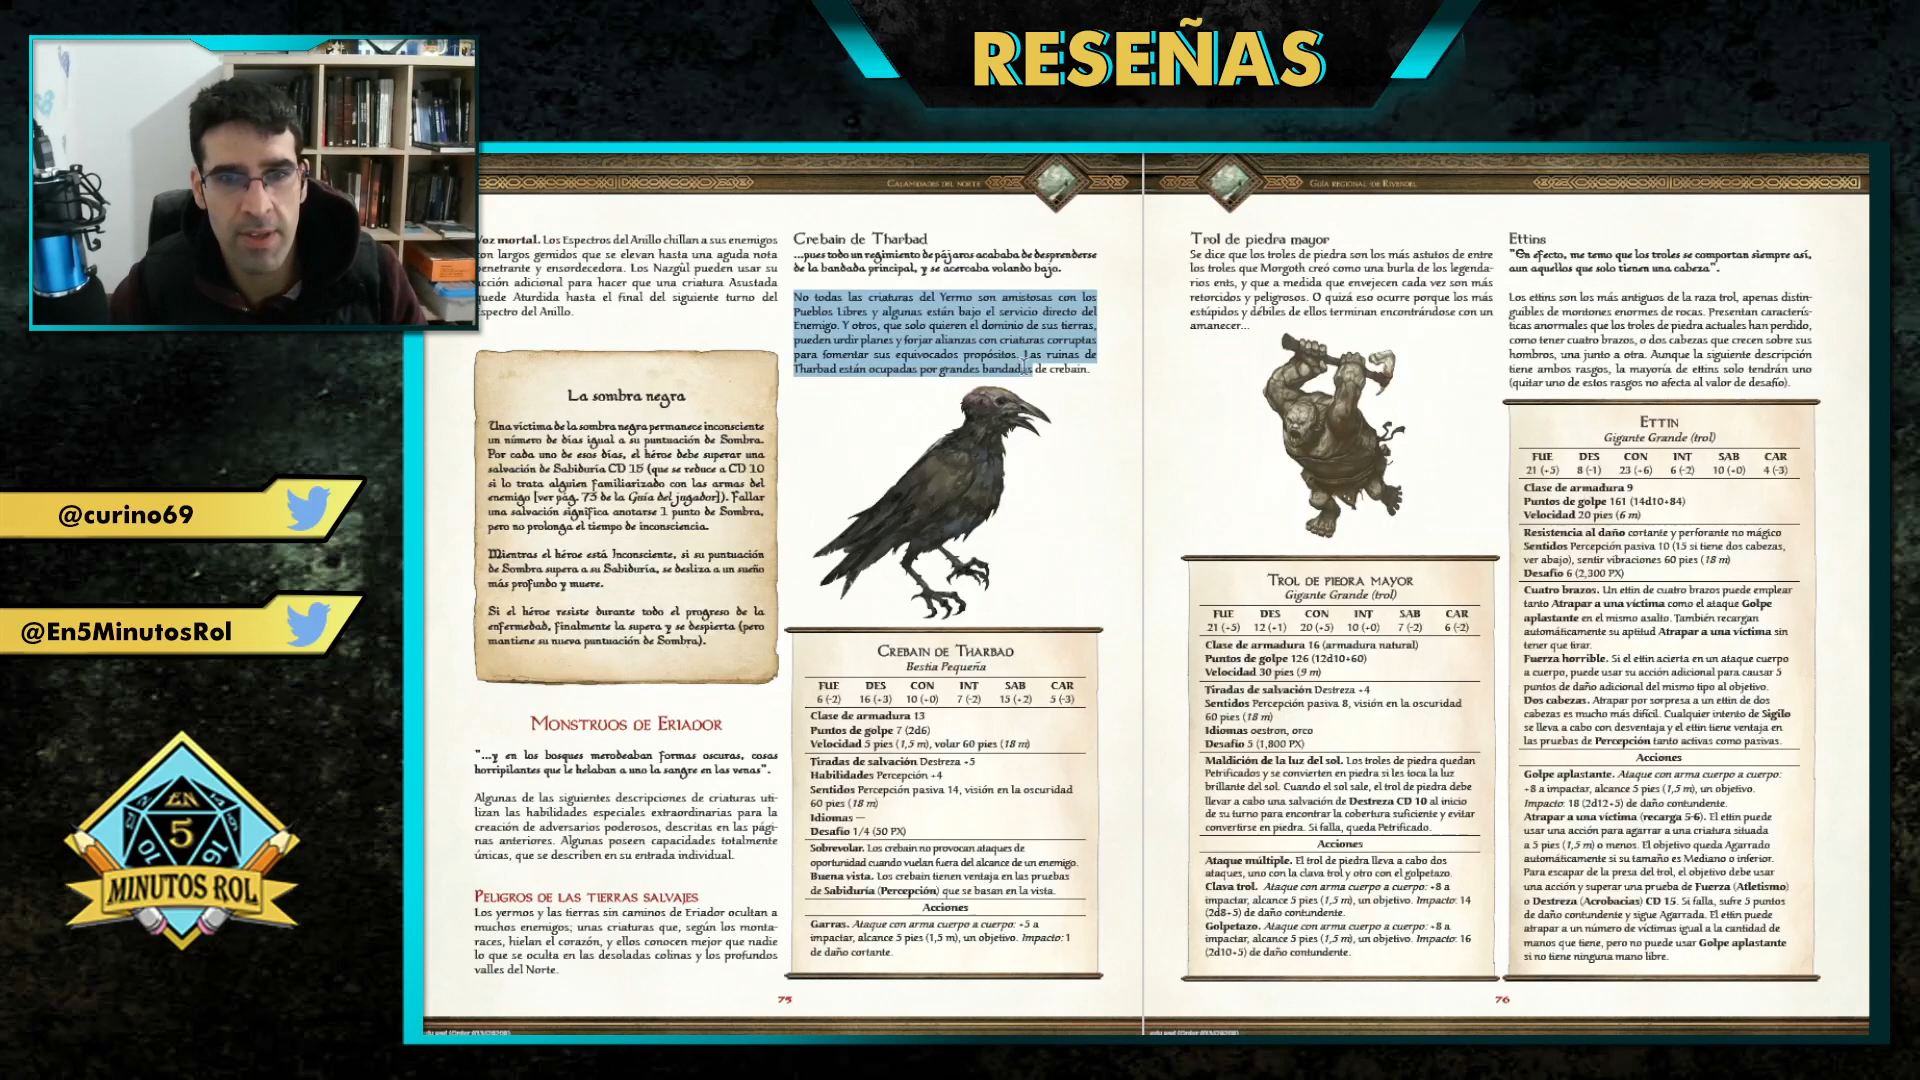 RESEÑAS
CALAMIDADES DEL NORTE
GUÍA REGIONAL DE RIVENDEL
@curino69
@En5MinutosRol
EN
5
MINUTOS ROL
oz mortal. Los Espectros del Anillo chillan a sus enemigos
on largos gemidos que se elevan hasta una aguda nota
enetrante y ensordecedora. Los Nazgûl pueden usar su
cción adicional para hacer que una criatura Asustada
uede Aturdida hasta el final del siguiente turno del
spectro del Anillo.
La sombra negra
Una víctima de la sombra negra permanece inconsciente
un número de días igual a su puntuación de Sombra.
Por cada uno de esos días, el héroe debe superar una
salvación de Sabiduría CD 15 (que se reduce a CD 10
si lo trata alguien familiarizado con las armas del
enemigo [ver pág. 73 de la Guía del jugador]). Fallar
una salvación significa anotarse 1 punto de Sombra,
pero no prolonga el tiempo de inconsciencia.
Mientras el héroe está Inconsciente, si su puntuación
de Sombra supera a su Sabiduría, se desliza a un sueño
más profundo y muere.
Si el héroe resiste durante todo el progreso de la
enfermedad, finalmente la supera y se despierta (pero
mantiene su nueva puntuación de Sombra).
MONSTRUOS DE ERIADOR
"...y en los bosques merodeaban formas oscuras, cosas
horripilantes que le helaban a uno la sangre en las venas".
Algunas de las siguientes descripciones de criaturas uti-
lizan las habilidades especiales extraordinarias para la
creación de adversarios poderosos, descritas en las pági-
nas anteriores. Algunas poseen capacidades totalmente
únicas, que se describen en su entrada individual.
PELIGROS DE LAS TIERRAS SALVAJES
Los yermos y las tierras sin caminos de Eriador ocultan a
muchos enemigos; unas criaturas que, según los monta-
races, hielan el corazón, y ellos conocen mejor que nadie
lo que se oculta en las desoladas colinas y los profundos
valles del Norte.
Crebain de Tharbad
...pues todo un regimiento de pájaros acababa de desprenderse
de la bandada principal, y se acercaba volando bajo.
No todas las criaturas del Yermo son amistosas con los
Pueblos Libres y algunas están bajo el servicio directo del
Enemigo. Y otros, que solo quieren el dominio de sus tierras,
pueden urdir planes y forjar alianzas con criaturas corruptas
para fomentar sus equivocados propósitos. Las ruinas de
Tharbad están ocupadas por grandes bandadas de crebain.
CREBAIN DE THARBAD
Bestia Pequeña
FUE DES CON INT SAB CAR
6 (-2) 16 (+3) 10 (+0) 7 (-2) 15 (+2) 5 (-3)
Clase de armadura 13
Puntos de golpe 7 (2d6)
Velocidad 5 pies (1,5 m), volar 60 pies (18 m)
Tiradas de salvación Destreza +5
Habilidades Percepción +4
Sentidos Percepción pasiva 14, visión en la oscuridad
60 pies (18 m)
Idiomas —
Desafío 1/4 (50 PX)
Sobrevolar. Los crebain no provocan ataques de
oportunidad cuando vuelan fuera del alcance de un enemigo.
Buena vista. Los crebain tienen ventaja en las pruebas
de Sabiduría (Percepción) que se basan en la vista.
Acciones
Garras. Ataque con arma cuerpo a cuerpo: +5 a
impactar, alcance 5 pies (1,5 m), un objetivo. Impacto: 1
de daño cortante.
75
Trol de piedra mayor
Se dice que los troles de piedra son los más astutos de entre
los troles que Morgoth creó como una burla de los legenda-
rios ents, y que a medida que envejecen cada vez son más
retorcidos y peligrosos. O quizá eso ocurre porque los más
estúpidos y débiles de ellos terminan encontrándose con un
amanecer...
TROL DE PIEDRA MAYOR
Gigante Grande (trol)
FUE DES CON INT SAB CAR
21 (+5) 12 (+1) 20 (+5) 10 (+0) 7 (-2) 6 (-2)
Clase de armadura 16 (armadura natural)
Puntos de golpe 126 (12d10+60)
Velocidad 30 pies (9 m)
Tiradas de salvación Destreza +4
Sentidos Percepción pasiva 8, visión en la oscuridad
60 pies (18 m)
Idiomas oestron, orco
Desafío 5 (1,800 PX)
Maldición de la luz del sol. Los troles de piedra quedan
Petrificados y se convierten en piedra si les toca la luz
brillante del sol. Cuando el sol sale, el trol de piedra debe
llevar a cabo una salvación de Destreza CD 10 al inicio
de su turno para encontrar la cobertura suficiente y evitar
convertirse en piedra. Si falla, queda Petrificado.
Acciones
Ataque múltiple. El trol de piedra lleva a cabo dos
ataques, uno con la clava trol y otro con el golpetazo.
Clava trol. Ataque con arma cuerpo a cuerpo: +8 a
impactar, alcance 5 pies (1,5 m), un objetivo. Impacto: 14
(2d8+5) de daño contundente.
Golpetazo. Ataque con arma cuerpo a cuerpo: +8 a
impactar, alcance 5 pies (1,5 m), un objetivo. Impacto: 16
(2d10+5) de daño contundente.
Ettins
"En efecto, me temo que los troles se comportan siempre así,
aun aquellos que solo tienen una cabeza".
Los ettins son los más antiguos de la raza trol, apenas distin-
guibles de montones enormes de rocas. Presentan caracterís-
ticas anormales que los troles de piedra actuales han perdido,
como tener cuatro brazos, o dos cabezas que crecen sobre sus
hombros, una junto a otra. Aunque la siguiente descripción
tiene ambos rasgos, la mayoría de ettins solo tendrán uno
(quitar uno de estos rasgos no afecta al valor de desafío).
ETTIN
Gigante Grande (trol)
FUE DES CON INT SAB CAR
21 (+5) 8 (-1) 23 (+6) 6 (-2) 10 (+0) 4 (-3)
Clase de armadura 9
Puntos de golpe 161 (14d10+84)
Velocidad 20 pies (6 m)
Resistencia al daño cortante y perforante no mágico
Sentidos Percepción pasiva 10 (15 si tiene dos cabezas,
ver abajo), sentir vibraciones 60 pies (18 m)
Desafío 6 (2,300 PX)
Cuatro brazos. Un ettin de cuatro brazos puede emplear
tanto Atrapar a una víctima como el ataque Golpe
aplastante en el mismo asalto. También recargan
automáticamente su aptitud Atrapar a una víctima sin
tener que tirar.
Fuerza horrible. Si el ettin acierta en un ataque cuerpo
a cuerpo, puede usar su acción adicional para causar 5
puntos de daño adicional del mismo tipo al objetivo.
Dos cabezas. Atrapar por sorpresa a un ettin de dos
cabezas es mucho más difícil. Cualquier intento de Sigilo
se lleva a cabo con desventaja y el ettin tiene ventaja en
las pruebas de Percepción tanto activas como pasivas.
Acciones
Golpe aplastante. Ataque con arma cuerpo a cuerpo:
+8 a impactar, alcance 5 pies (1,5 m), un objetivo.
Impacto: 18 (2d12+5) de daño contundente.
Atrapar a una víctima (recarga 5-6). El ettin puede
usar una acción para agarrar a una criatura situada
a 5 pies (1,5 m) o menos. El objetivo queda Agarrado
automáticamente si su tamaño es Mediano o inferior.
Para escapar de la presa del trol, el objetivo debe usar
una acción y superar una prueba de Fuerza (Atletismo)
o Destreza (Acrobacias) CD 15. Si falla, sufre 5 puntos
de daño contundente y sigue Agarrada. El ettin puede
atrapar a un número de víctimas igual a la cantidad de
manos que tiene, pero no puede usar Golpe aplastante
si no tiene ninguna mano libre.
76